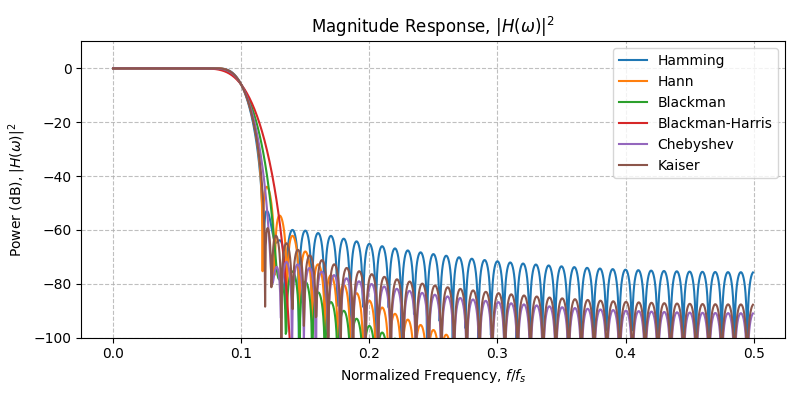 Magnitude Response, |H(ω)|²
Power (dB), |H(ω)|²
0
−20
−40
−60
−80
−100
Hamming
Hann
Blackman
Blackman-Harris
Chebyshev
Kaiser
0.0 0.1 0.2 0.3 0.4 0.5
Normalized Frequency, f/fₛ